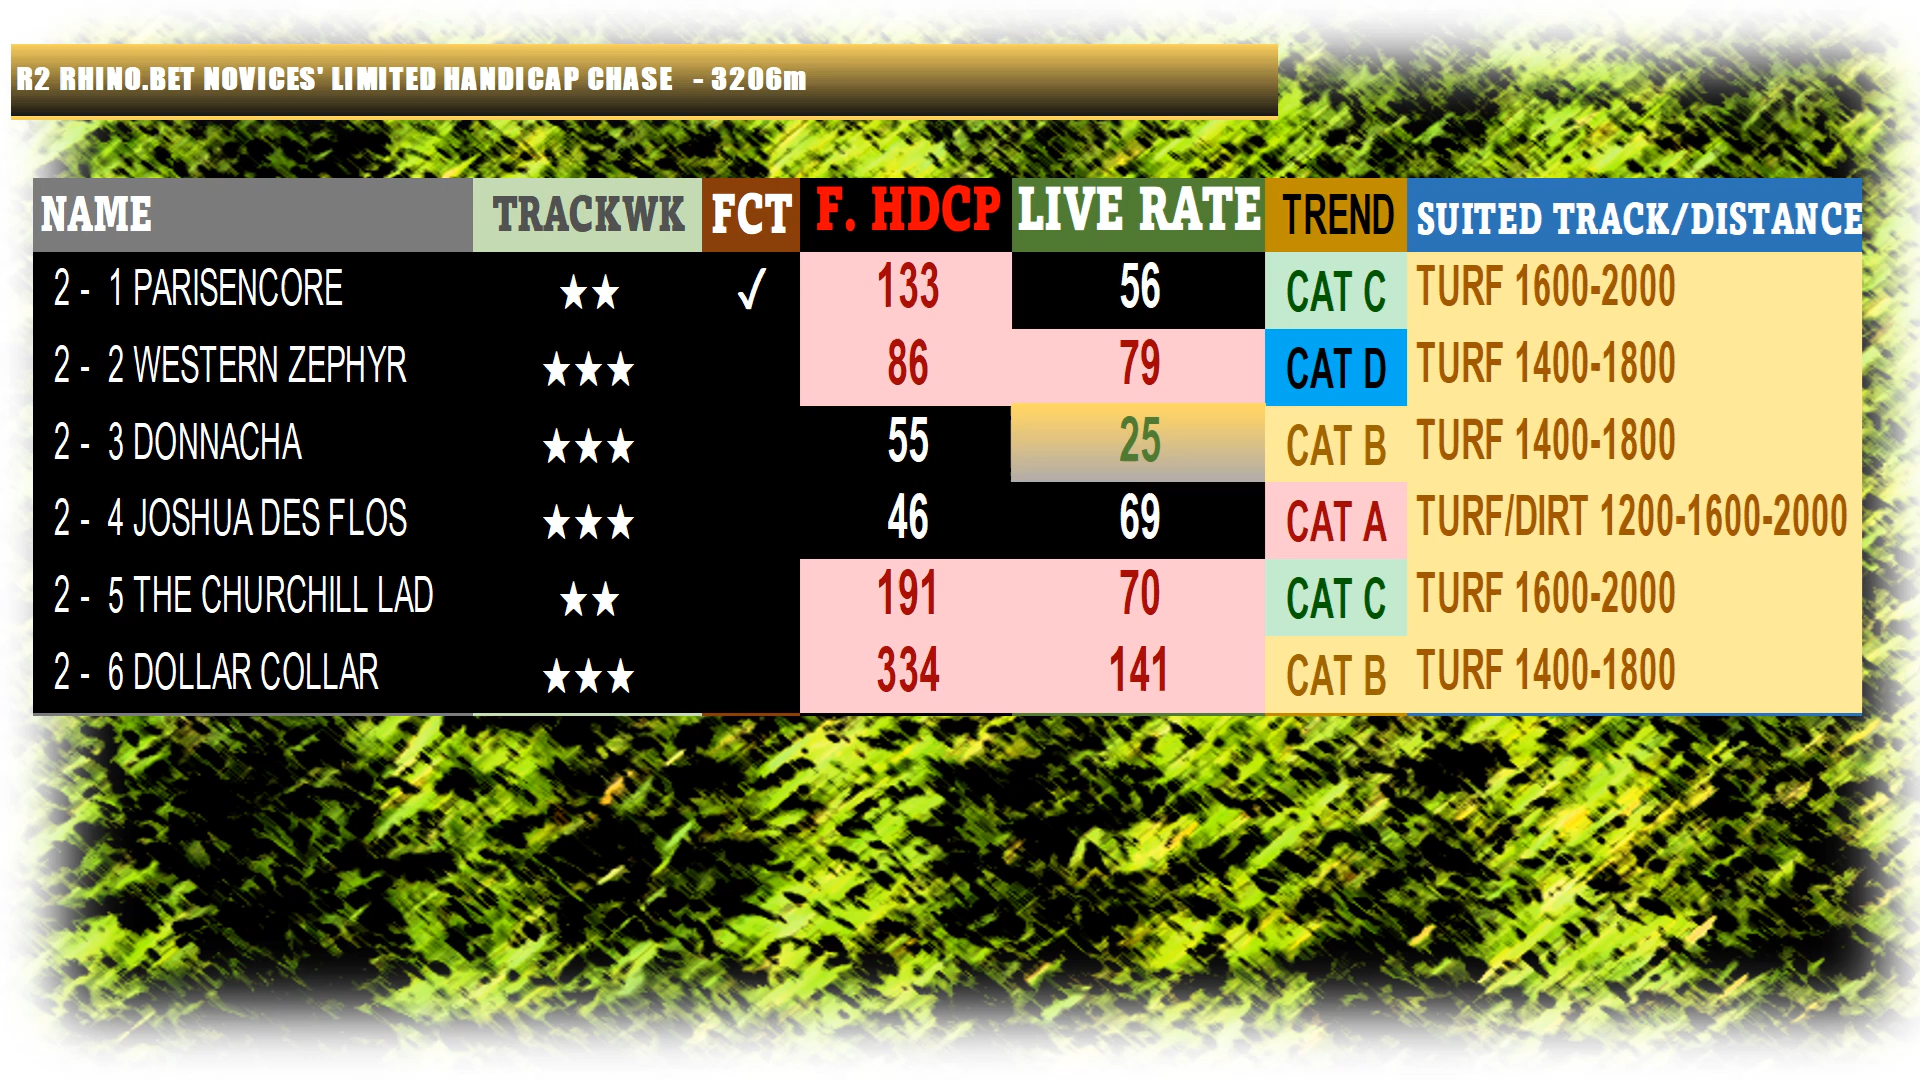 R2 RHINO.BET NOVICES' LIMITED HANDICAP CHASE - 3206m
NAME TRACKWK FCT F. HDCP LIVE RATE TREND SUITED TRACK/DISTANCE
2 - 1 PARISENCORE ★★ ✓ 133 56 CAT C TURF 1600-2000
2 - 2 WESTERN ZEPHYR ★★★ 86 79 CAT D TURF 1400-1800
2 - 3 DONNACHA ★★★ 55 25 CAT B TURF 1400-1800
2 - 4 JOSHUA DES FLOS ★★★ 46 69 CAT A TURF/DIRT 1200-1600-2000
2 - 5 THE CHURCHILL LAD ★★ 191 70 CAT C TURF 1600-2000
2 - 6 DOLLAR COLLAR ★★★ 334 141 CAT B TURF 1400-1800